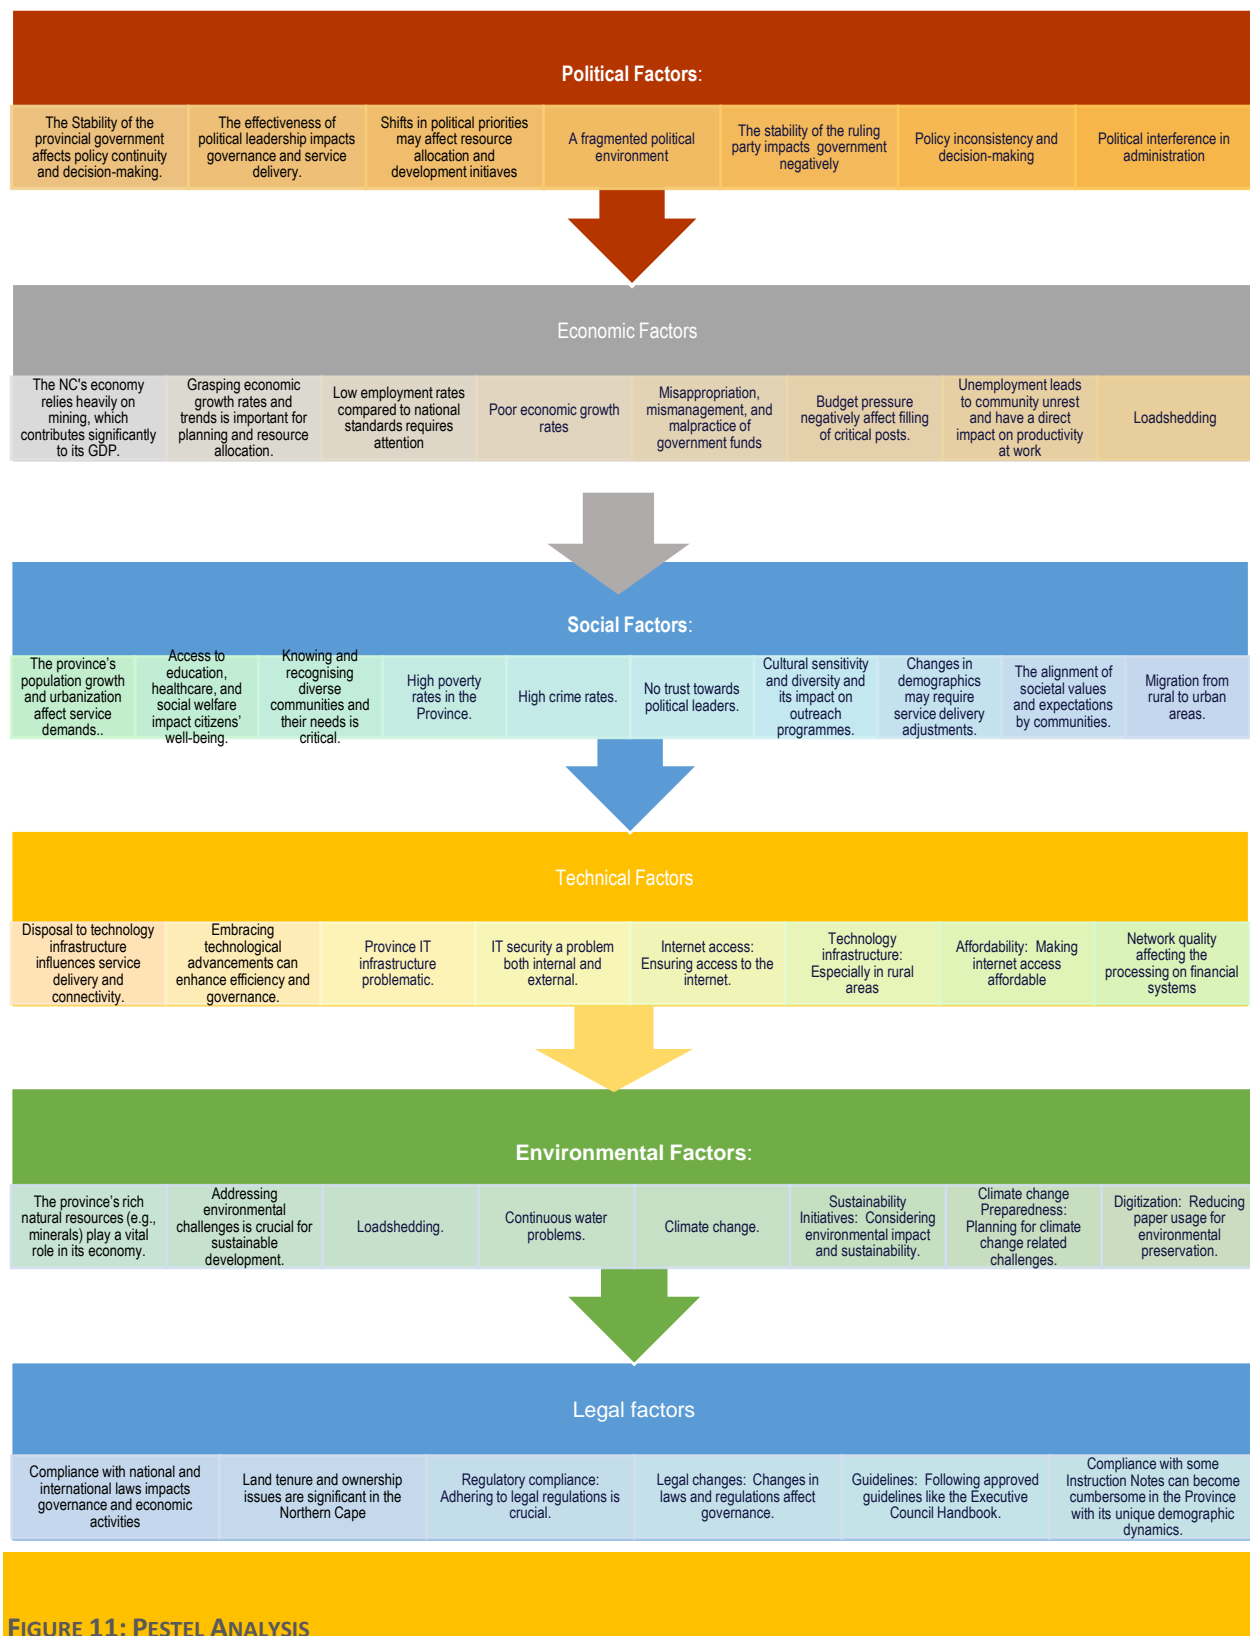 Political Factors:
The Stability of the
provincial government
affects policy continuity
and decision-making.
The effectiveness of
political leadership impacts
governance and service
delivery.
Shifts in political priorities
may affect resource
allocation and
development initiaves
A fragmented political
environment
The stability of the ruling
party impacts  government
negatively
Policy inconsistency and
decision-making
Political interference in
administration
Economic Factors
The NC's economy
relies heavily on
mining, which
contributes significantly
to its GDP.
Grasping economic
growth rates and
trends is important for
planning and resource
allocation.
Low employment rates
compared to national
standards requires
attention
Poor economic growth
rates
Misappropriation,
mismanagement, and
malpractice of
government funds
Budget pressure
negatively affect filling
of critical posts.
Unemployment leads
to community unrest
and have a direct
impact on productivity
at work
Loadshedding
Social Factors:
The province's
population growth
and urbanization
affect service
demands..
Access to
education,
healthcare, and
social welfare
impact citizens'
well-being.
Knowing and
recognising
diverse
communities and
their needs is
critical.
High poverty
rates in the
Province.
High crime rates.
No trust towards
political leaders.
Cultural sensitivity
and diversity and
its impact on
outreach
programmes.
Changes in
demographics
may require
service delivery
adjustments.
The alignment of
societal values
and expectations
by communities.
Migration from
rural to urban
areas.
Technical Factors
Disposal to technology
infrastructure
influences service
delivery and
connectivity.
Embracing
technological
advancements can
enhance efficiency and
governance.
Province IT
infrastructure
problematic.
IT security a problem
both internal and
external.
Internet access:
Ensuring access to the
internet.
Technology
infrastructure:
Especially in rural
areas
Affordability:  Making
internet access
affordable
Network quality
affecting the
processing on financial
systems
Environmental Factors:
The province's rich
natural resources (e.g.,
minerals) play a vital
role in its economy.
Addressing
environmental
challenges is crucial for
sustainable
development.
Loadshedding.
Continuous water
problems.
Climate change.
Sustainability
Initiatives:  Considering
environmental impact
and sustainability.
Climate change
Preparedness:
Planning for climate
change related
challenges.
Digitization:  Reducing
paper usage for
environmental
preservation.
Legal factors
Compliance with national and
international laws impacts
governance and economic
activities
Land tenure and ownership
issues are significant in the
Northern Cape
Regulatory compliance:
Adhering to legal regulations is
crucial.
Legal changes:  Changes in
laws and regulations affect
governance.
Guidelines:  Following approved
guidelines like the Executive
Council Handbook.
Compliance with some
Instruction Notes can become
cumbersome in the Province
with its unique demographic
dynamics.
FIGURE 11: PESTEL ANALYSIS